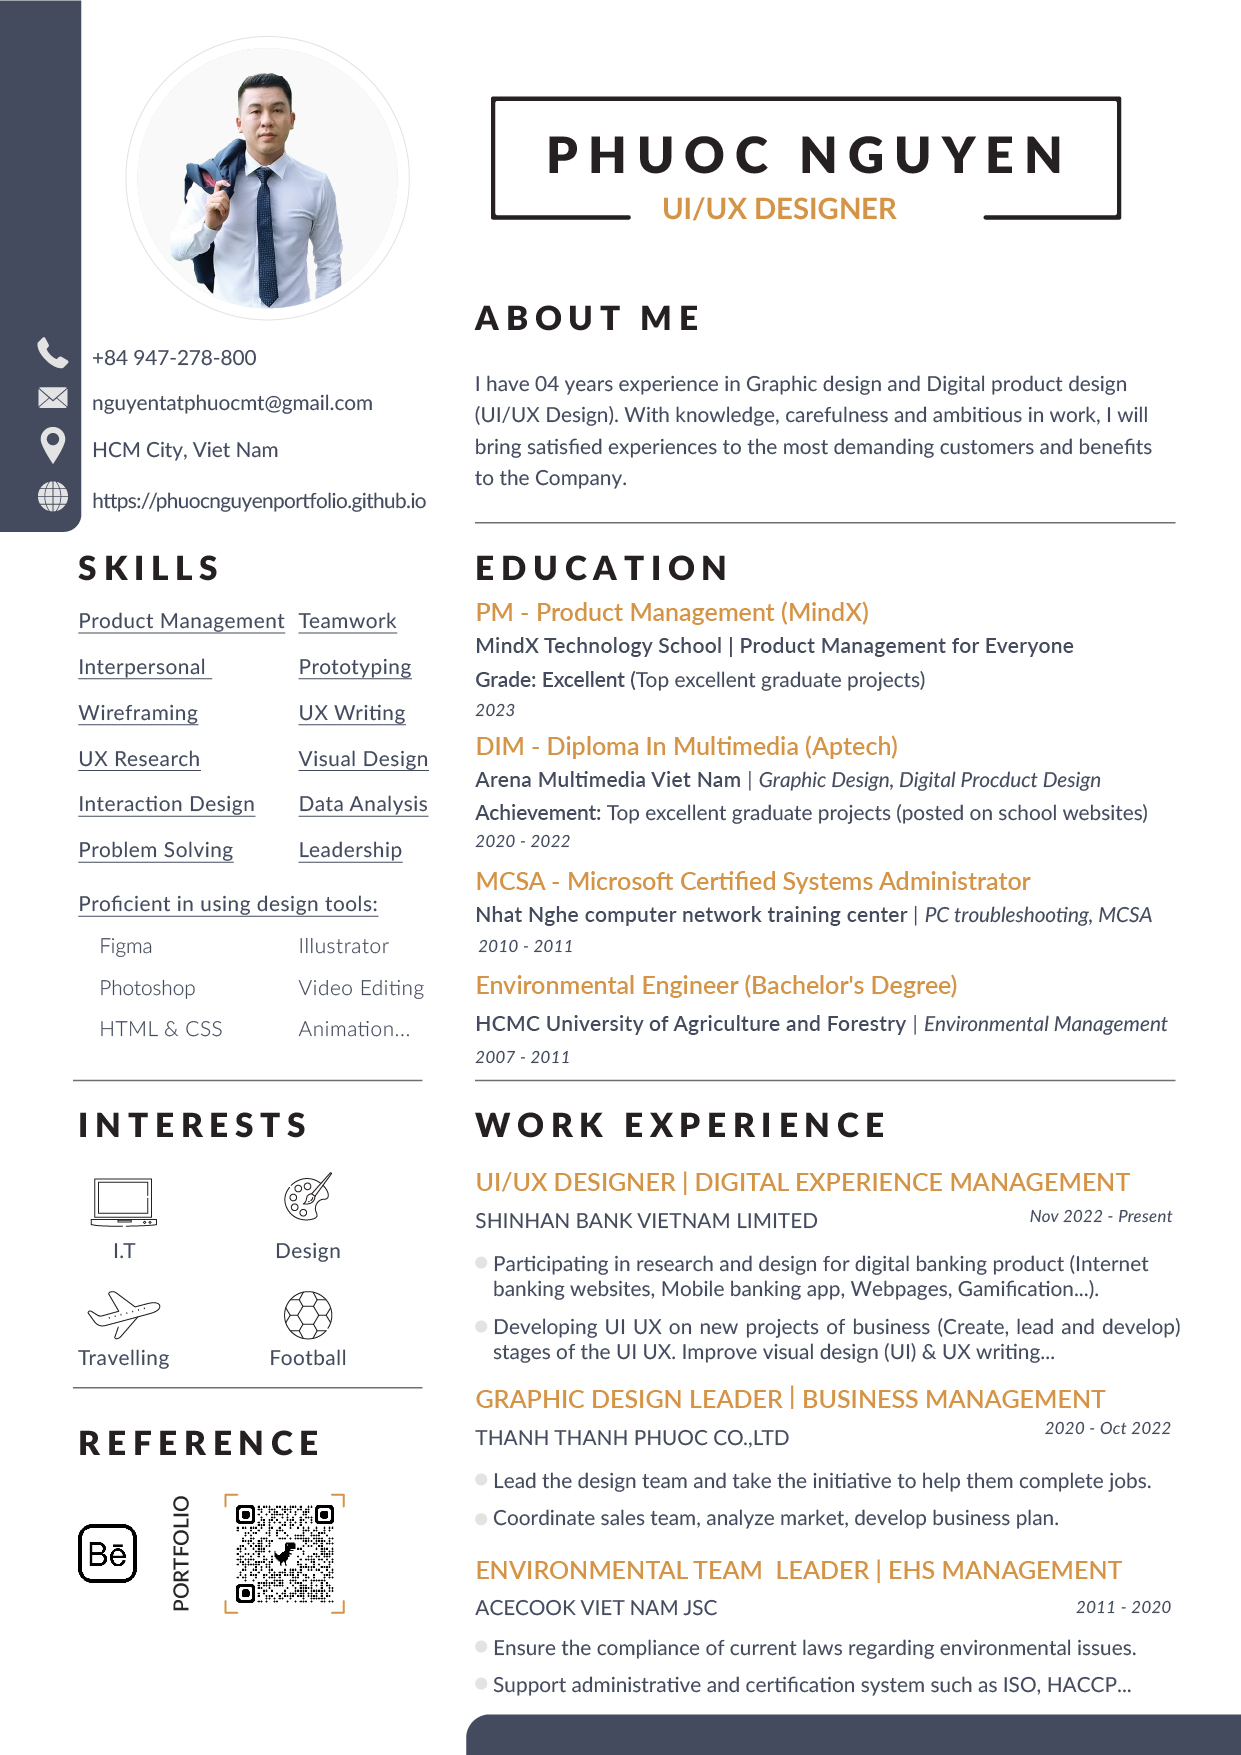 PHUOC NGUYEN
UI/UX DESIGNER
+84 947-278-800
nguyentatphuocmt@gmail.com
HCM City, Viet Nam
https://phuocnguyenportfolio.github.io
SKILLS
Product Management Teamwork
Interpersonal Prototyping
Wireframing UX Writing
UX Research Visual Design
Interaction Design Data Analysis
Problem Solving Leadership
Proficient in using design tools:
Figma Illustrator
Photoshop Video Editing
HTML & CSS Animation...
INTERESTS
I.T Design
Travelling Football
REFERENCE
Bē
PORTFOLIO
ABOUT ME
I have 04 years experience in Graphic design and Digital product design
(UI/UX Design). With knowledge, carefulness and ambitious in work, I will
bring satisfied experiences to the most demanding customers and benefits
to the Company.
EDUCATION
PM - Product Management (MindX)
MindX Technology School | Product Management for Everyone
Grade: Excellent (Top excellent graduate projects)
2023
DIM - Diploma In Multimedia (Aptech)
Arena Multimedia Viet Nam | Graphic Design, Digital Procduct Design
Achievement: Top excellent graduate projects (posted on school websites)
2020 - 2022
MCSA - Microsoft Certified Systems Administrator
Nhat Nghe computer network training center | PC troubleshooting, MCSA
2010 - 2011
Environmental Engineer (Bachelor's Degree)
HCMC University of Agriculture and Forestry | Environmental Management
2007 - 2011
WORK EXPERIENCE
UI/UX DESIGNER | DIGITAL EXPERIENCE MANAGEMENT
SHINHAN BANK VIETNAM LIMITED Nov 2022 - Present
Participating in research and design for digital banking product (Internet
banking websites, Mobile banking app, Webpages, Gamification...).
Developing UI UX on new projects of business (Create, lead and develop)
stages of the UI UX. Improve visual design (UI) & UX writing...
GRAPHIC DESIGN LEADER | BUSINESS MANAGEMENT
THANH THANH PHUOC CO.,LTD 2020 - Oct 2022
Lead the design team and take the initiative to help them complete jobs.
Coordinate sales team, analyze market, develop business plan.
ENVIRONMENTAL TEAM LEADER | EHS MANAGEMENT
ACECOOK VIET NAM JSC 2011 - 2020
Ensure the compliance of current laws regarding environmental issues.
Support administrative and certification system such as ISO, HACCP...